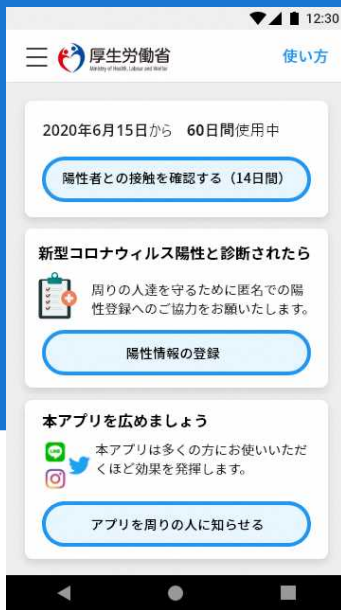 12:30
厚生労働省
Ministry of Health, Labour and Welfare
使い方
2020年6月15日から 60日間使用中
陽性者との接触を確認する（14日間）
新型コロナウィルス陽性と診断されたら
周りの人達を守るために匿名での陽
性登録へのご協力をお願いたします。
陽性情報の登録
本アプリを広めましょう
LINE
本アプリは多くの方にお使いいただ
くほど効果を発揮します。
アプリを周りの人に知らせる